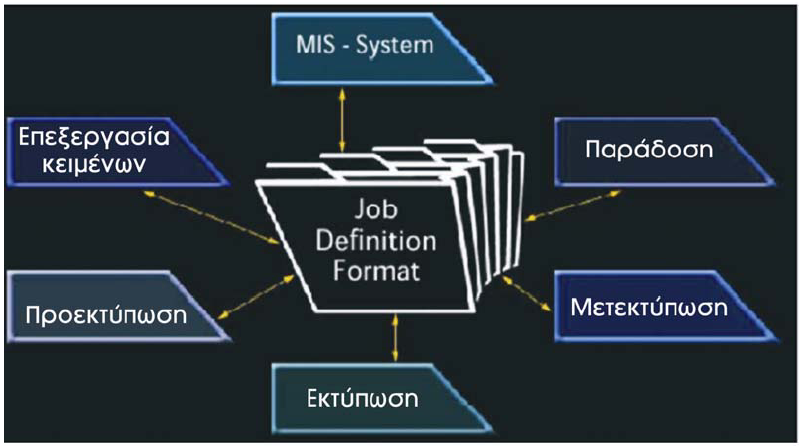 MIS - System
Επεξεργασία
κειμένων
Παράδοση
Job
Definition
Format
Προεκτύπωση
Μετεκτύπωση
Εκτύπωση